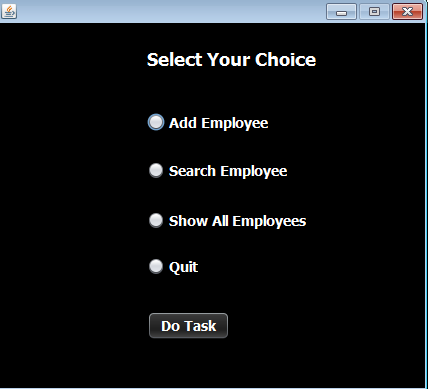 Select Your Choice
Add Employee
Search Employee
Show All Employees
Quit
Do Task